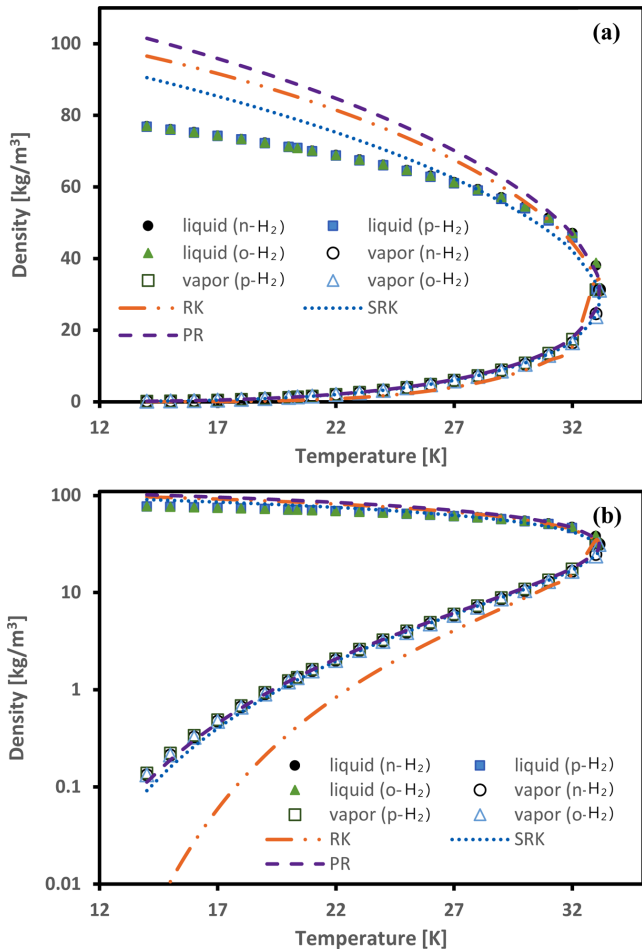 (a)
Density [kg/m³]
100
80
60
40
20
0
liquid (n-H₂)
liquid (p-H₂)
liquid (o-H₂)
vapor (n-H₂)
vapor (p-H₂)
vapor (o-H₂)
RK
SRK
PR
12
17
22
27
32
Temperature [K]
(b)
Density [kg/m³]
100
10
1
0.1
0.01
liquid (n-H₂)
liquid (p-H₂)
liquid (o-H₂)
vapor (n-H₂)
vapor (p-H₂)
vapor (o-H₂)
RK
SRK
PR
12
17
22
27
32
Temperature [K]